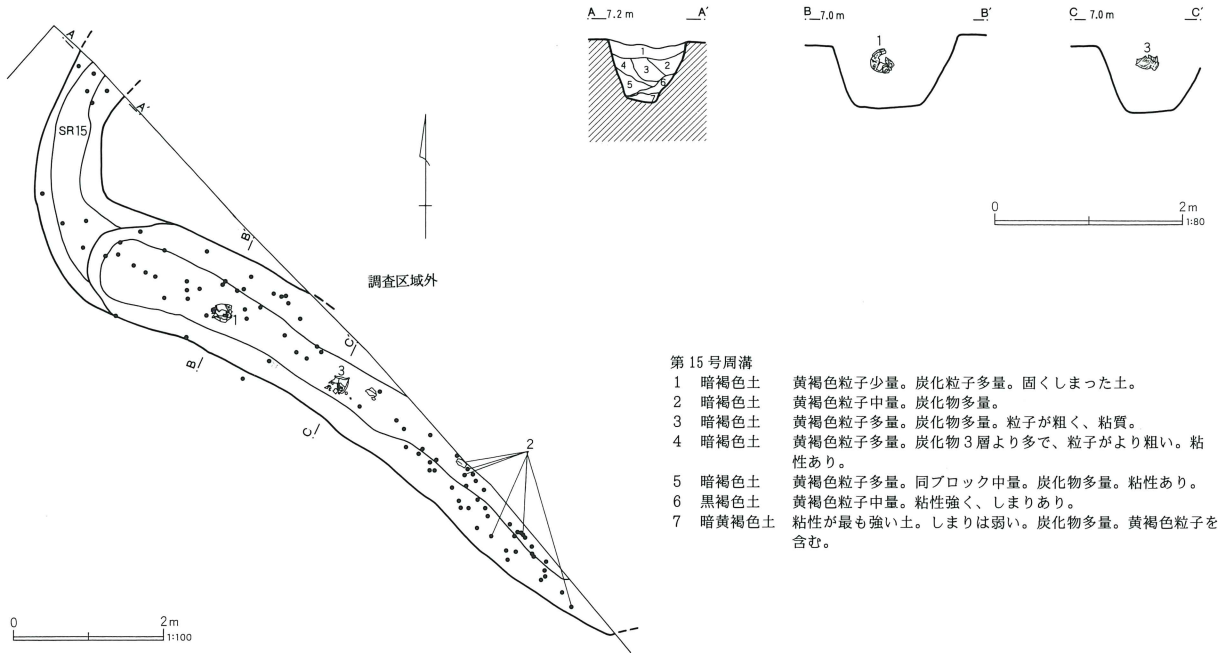 A 7.2m A′
B 7.0m B′
C 7.0m C′
1
1
2
3
4
5
6
7
3
0 2m
1:80
A
A′
SR15
B′
調査区域外
1
C′
3
B
C
2
0 2m
1:100
第15号周溝
1 暗褐色土 黄褐色粒子少量。炭化粒子多量。固くしまった土。
2 暗褐色土 黄褐色粒子中量。炭化物多量。
3 暗褐色土 黄褐色粒子多量。炭化物多量。粒子が粗く、粘質。
4 暗褐色土 黄褐色粒子多量。炭化物3層より多で、粒子がより粗い。粘
性あり。
5 暗褐色土 黄褐色粒子多量。同ブロック中量。炭化物多量。粘性あり。
6 黒褐色土 黄褐色粒子中量。粘性強く、しまりあり。
7 暗黄褐色土 粘性が最も強い土。しまりは弱い。炭化物多量。黄褐色粒子を
含む。